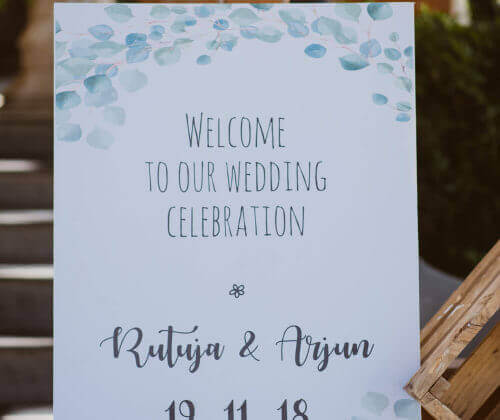 Welcome
to our wedding
celebration
Rutuja & Arjun
19 11 18